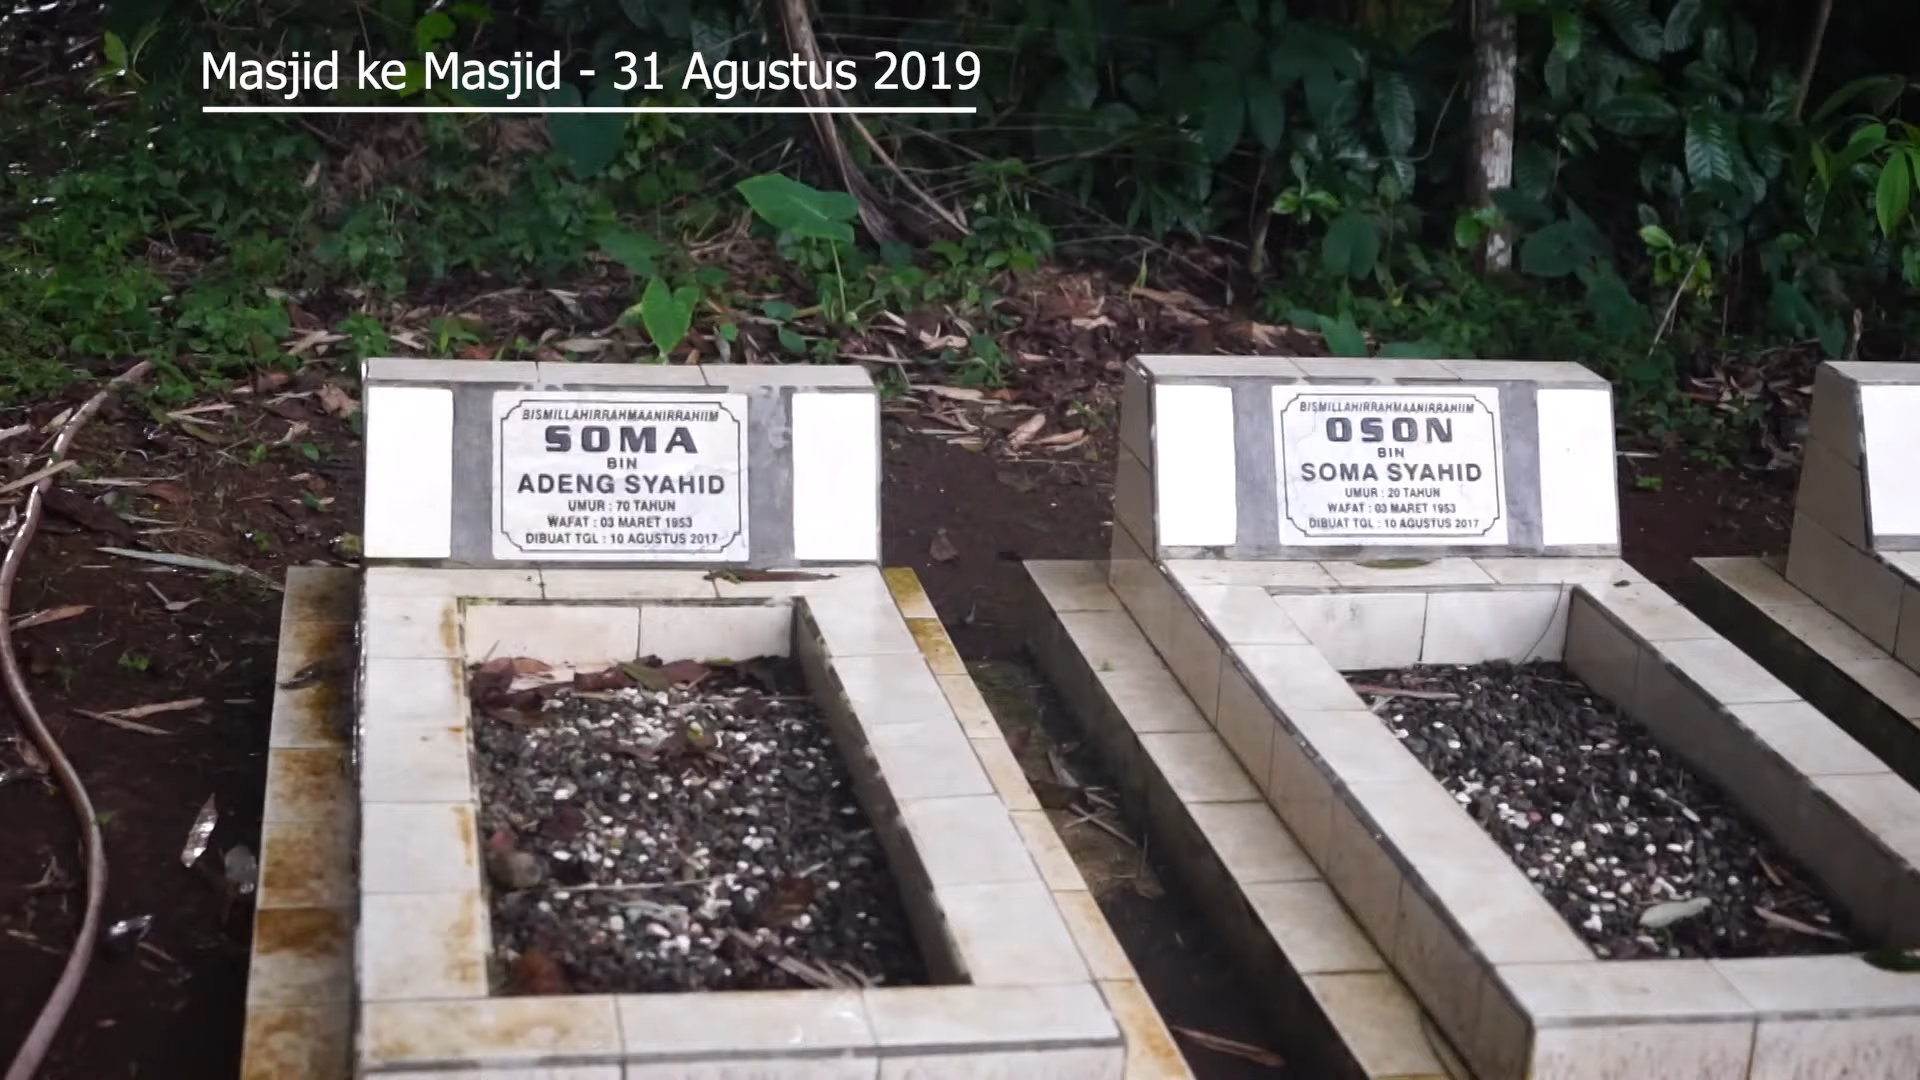 Masjid ke Masjid - 31 Agustus 2019
BISMILLAHIRRAHMAANIRRAHIIM
SOMA
BIN
ADENG SYAHID
UMUR : 70 TAHUN
WAFAT : 03 MARET 1953
DIBUAT TGL : 10 AGUSTUS 2017
BISMILLAHIRRAHMAANIRRAHIIM
OSON
BIN
SOMA SYAHID
UMUR : 20 TAHUN
WAFAT : 03 MARET 1953
DIBUAT TGL : 10 AGUSTUS 2017